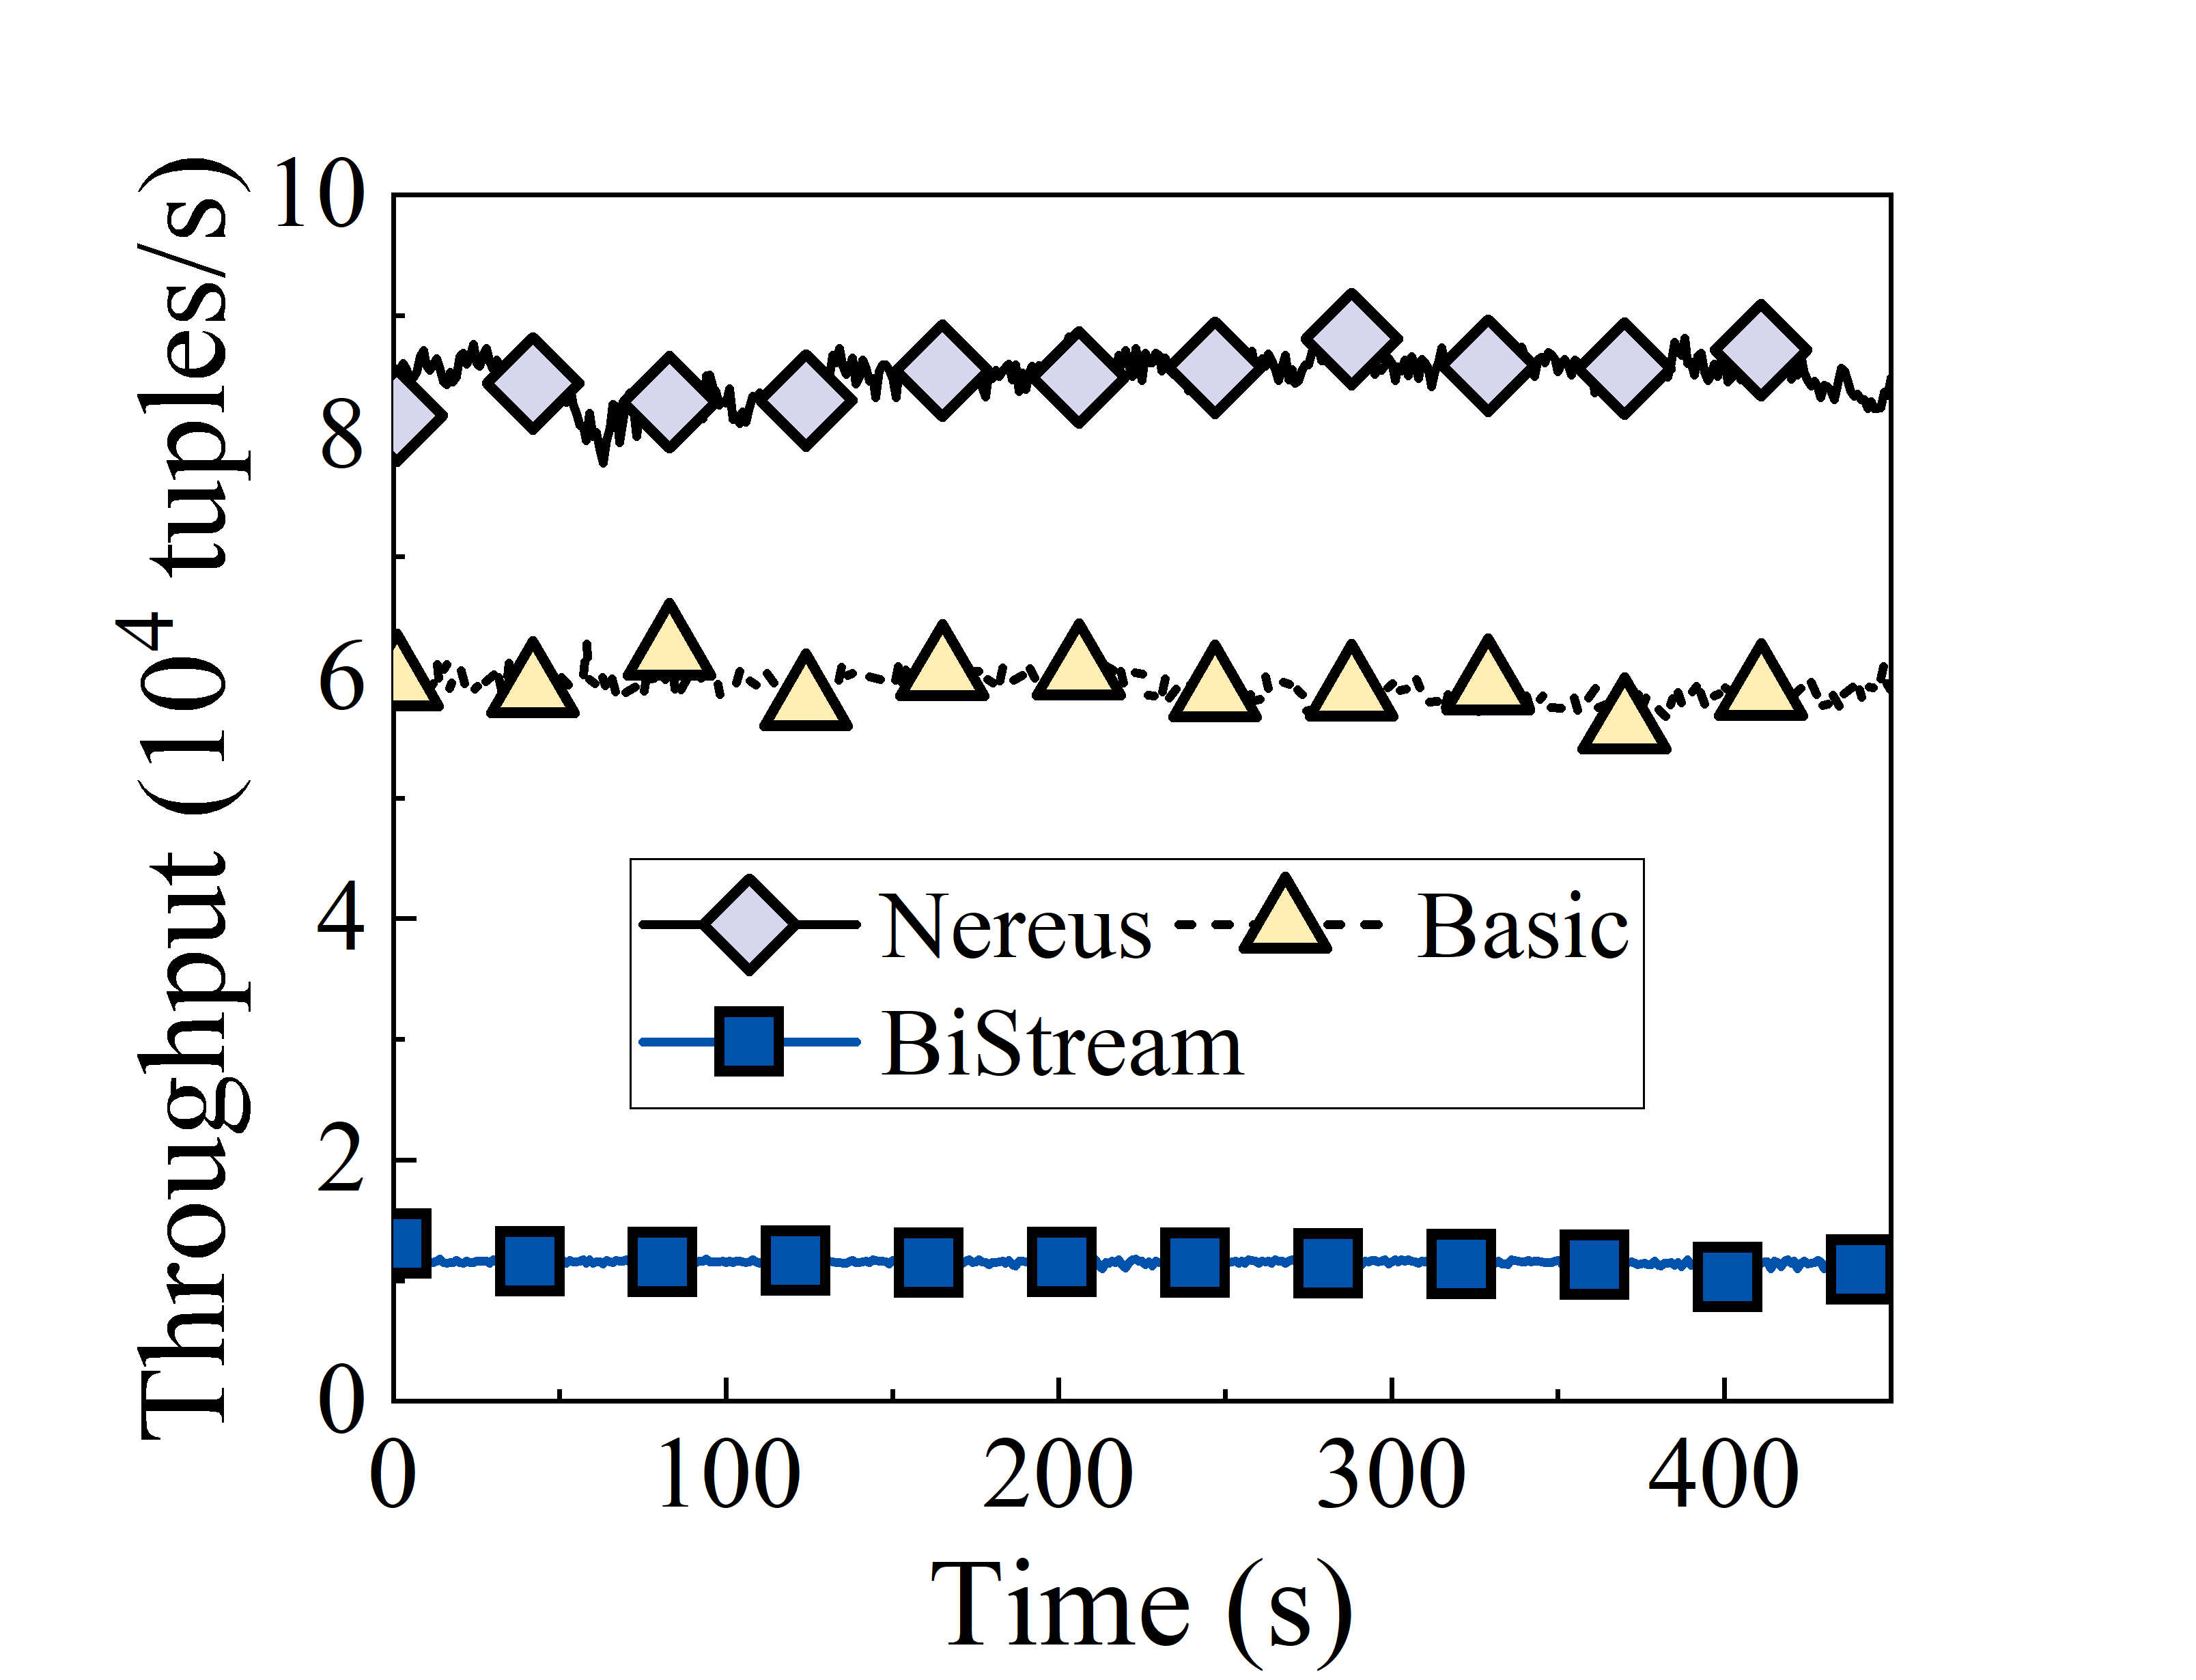 Throughput (10⁴ tuples/s)
10
8
6
4
2
0
Nereus
Basic
BiStream
0 100 200 300 400
Time (s)